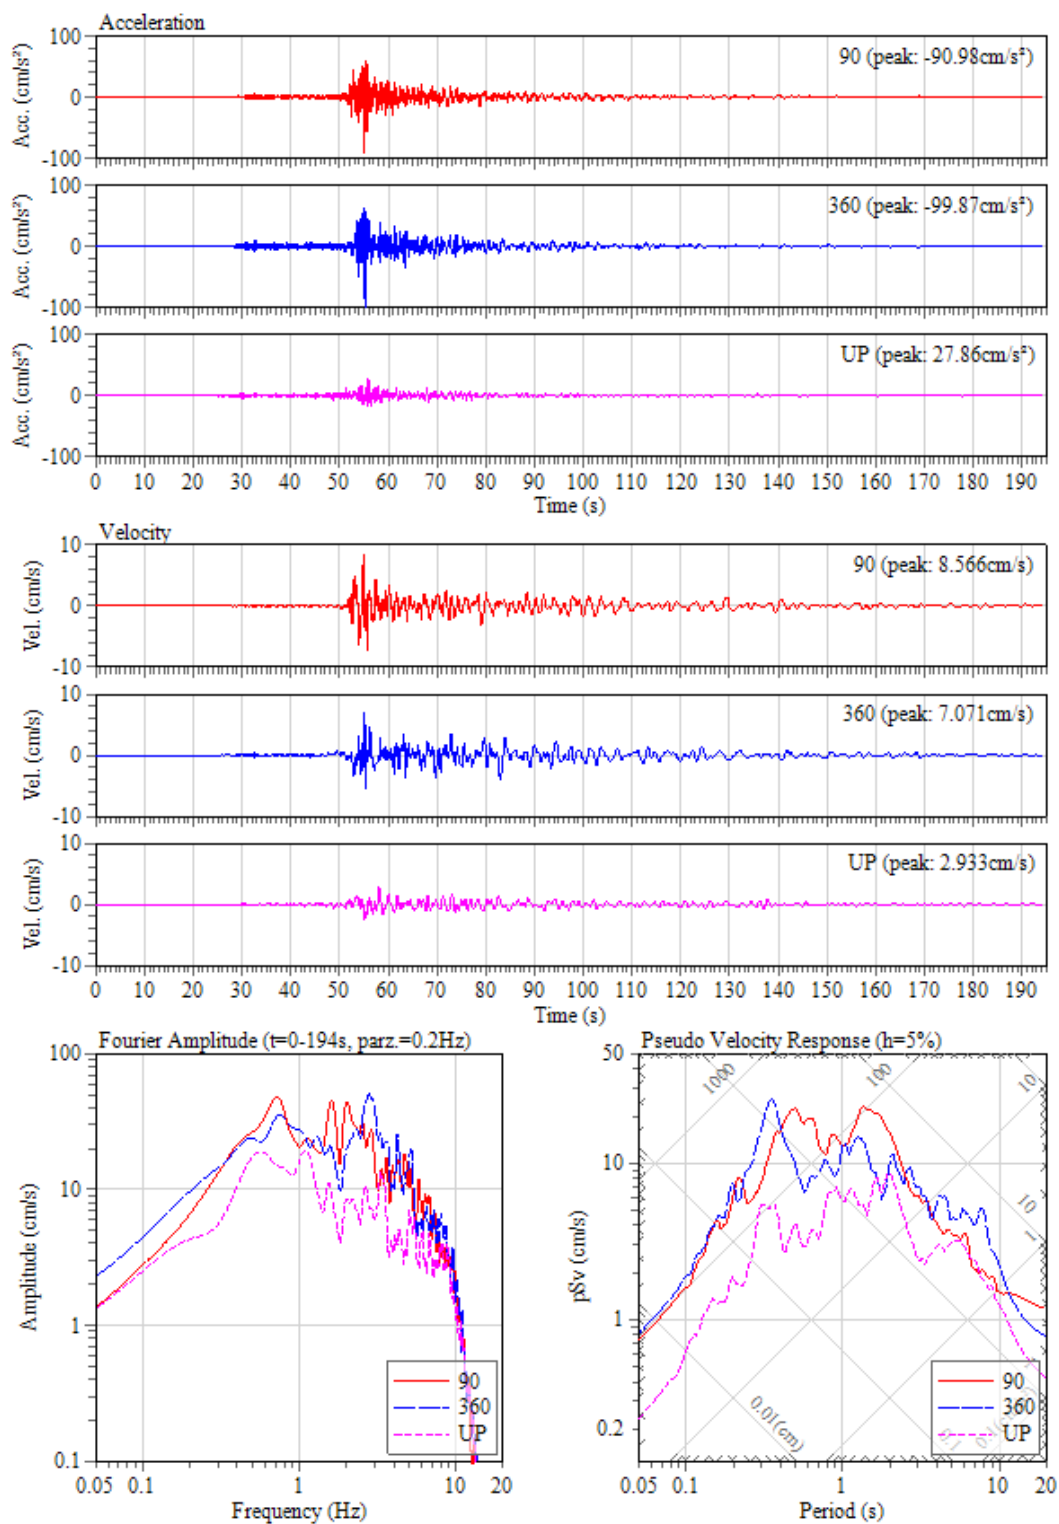 Acceleration
100
0
-100
Acc. (cm/s²)
90 (peak: -90.98cm/s²)
100
0
-100
Acc. (cm/s²)
360 (peak: -99.87cm/s²)
100
0
-100
Acc. (cm/s²)
UP (peak: 27.86cm/s²)
0 10 20 30 40 50 60 70 80 90 100 110 120 130 140 150 160 170 180 190
Time (s)
Velocity
10
0
-10
Vel. (cm/s)
90 (peak: 8.566cm/s)
10
0
-10
Vel. (cm/s)
360 (peak: 7.071cm/s)
10
0
-10
Vel. (cm/s)
UP (peak: 2.933cm/s)
0 10 20 30 40 50 60 70 80 90 100 110 120 130 140 150 160 170 180 190
Time (s)
Fourier Amplitude (t=0-194s, parz.=0.2Hz)
100
10
1
0.1
Amplitude (cm/s)
90
360
UP
0.05 0.1 1 10 20
Frequency (Hz)
Pseudo Velocity Response (h=5%)
50
10
1
0.2
pSv (cm/s)
1000
100
10
10
1
0.01(cm)
0.1
90
360
UP
0.05 0.1 1 10 20
Period (s)